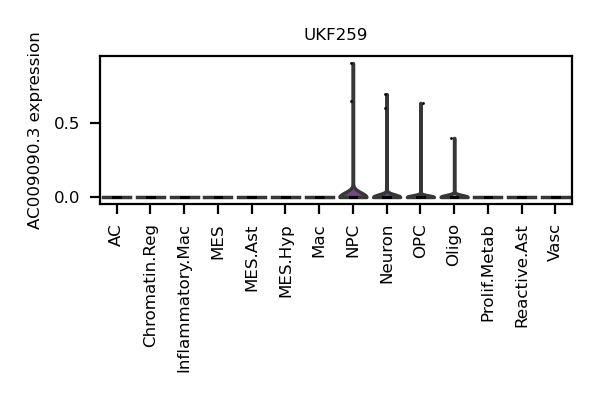 UKF259
AC009090.3 expression
0.5
0.0
AC
Chromatin.Reg
Inflammatory.Mac
MES
MES.Ast
MES.Hyp
Mac
NPC
Neuron
OPC
Oligo
Prolif.Metab
Reactive.Ast
Vasc